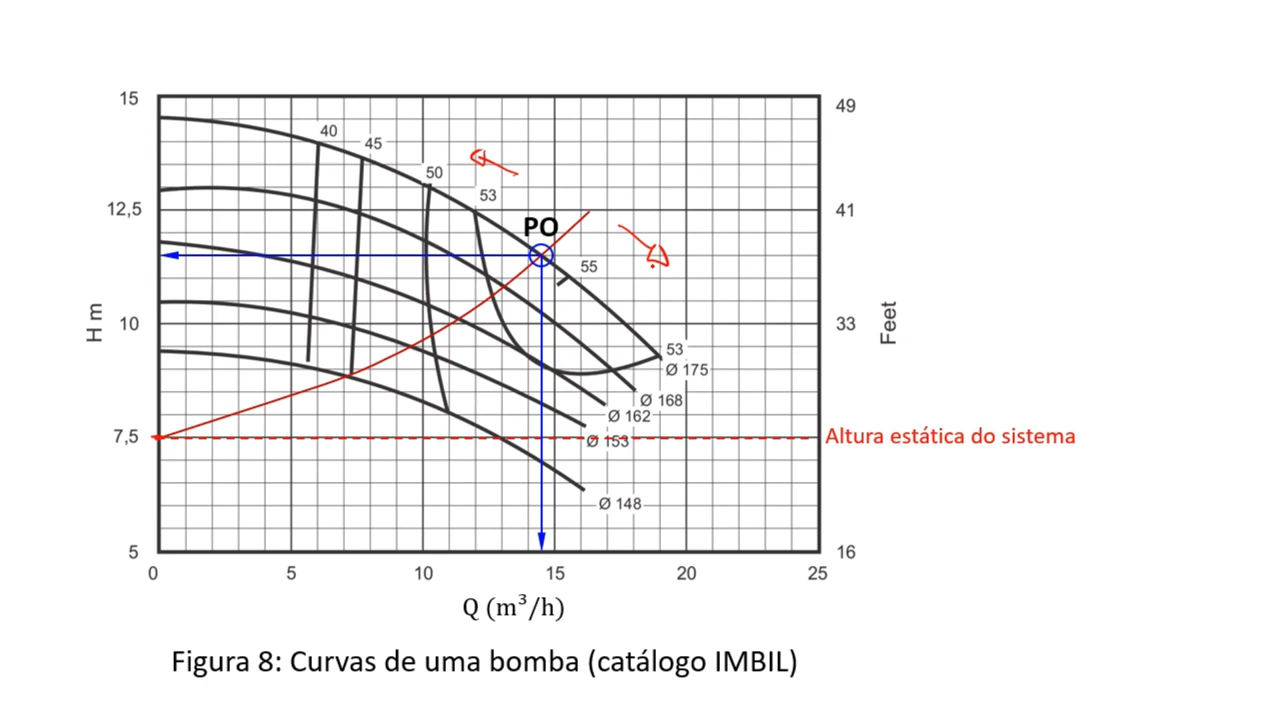 15
49
40
45
50
53
12,5
41
PO
55
H m
10
33
Feet
53
Ø 175
Ø 168
Ø 162
7,5
Ø 153
Altura estática do sistema
Ø 148
5
16
0
5
10
15
20
25
Q (m³/h)
Figura 8: Curvas de uma bomba (catálogo IMBIL)